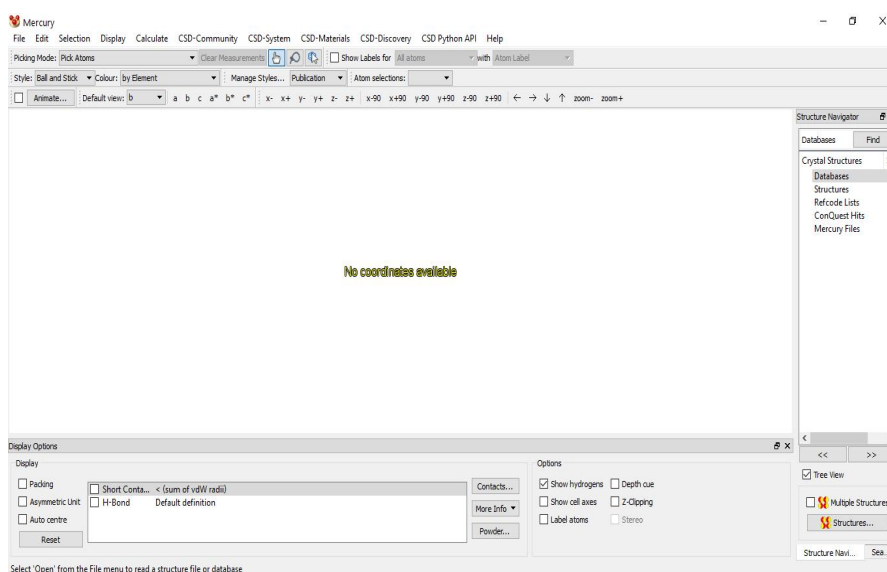 Mercury
File Edit Selection Display Calculate CSD-Community CSD-System CSD-Materials CSD-Discovery CSD Python API Help
Picking Mode: Pick Atoms Clear Measurements Show Labels for All atoms with Atom Label
Style: Ball and Stick Colour: by Element Manage Styles... Publication Atom selections:
Animate... Default view: b a b c a* b* c* x- x+ y- y+ z- z+ x-90 x+90 y-90 y+90 z-90 z+90 ← → ↓ ↑ zoom- zoom+
Structure Navigator
Databases Find
Crystal Structures
Databases
Structures
Refcode Lists
ConQuest Hits
Mercury Files
No coordinates available
<< >>
Tree View
Multiple Structures
Structures...
Structure Navi... Sea...
Display Options
Display
Packing
Asymmetric Unit
Auto centre
Reset
Short Conta... < (sum of vdW radii)
H-Bond Default definition
Contacts...
More Info
Powder...
Options
Show hydrogens Depth cue
Show cell axes Z-Clipping
Label atoms Stereo
Select 'Open' from the File menu to read a structure file or database